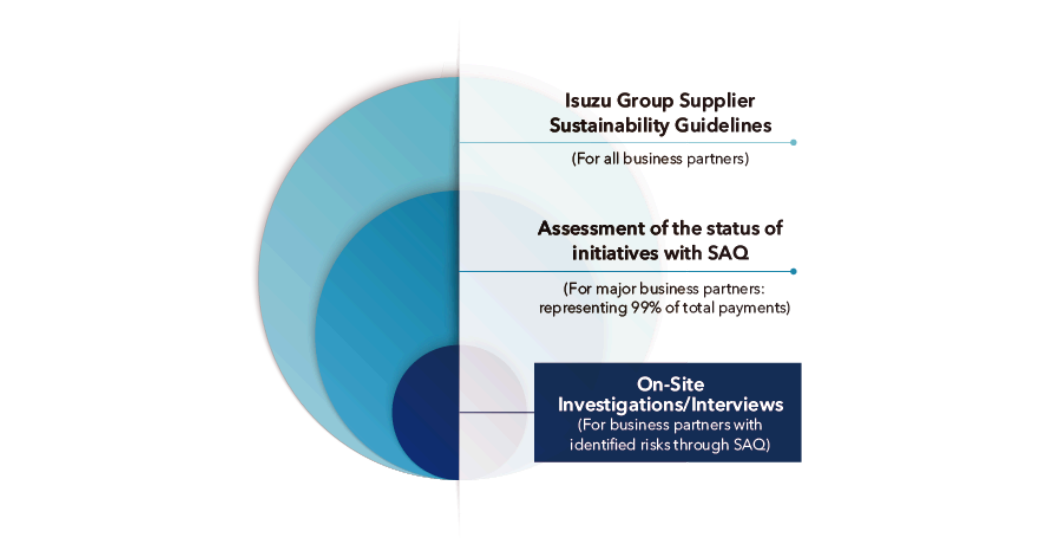 Isuzu Group Supplier
Sustainability Guidelines
(For all business partners)
Assessment of the status of
initiatives with SAQ
(For major business partners:
representing 99% of total payments)
On-Site
Investigations/Interviews
(For business partners with
identified risks through SAQ)